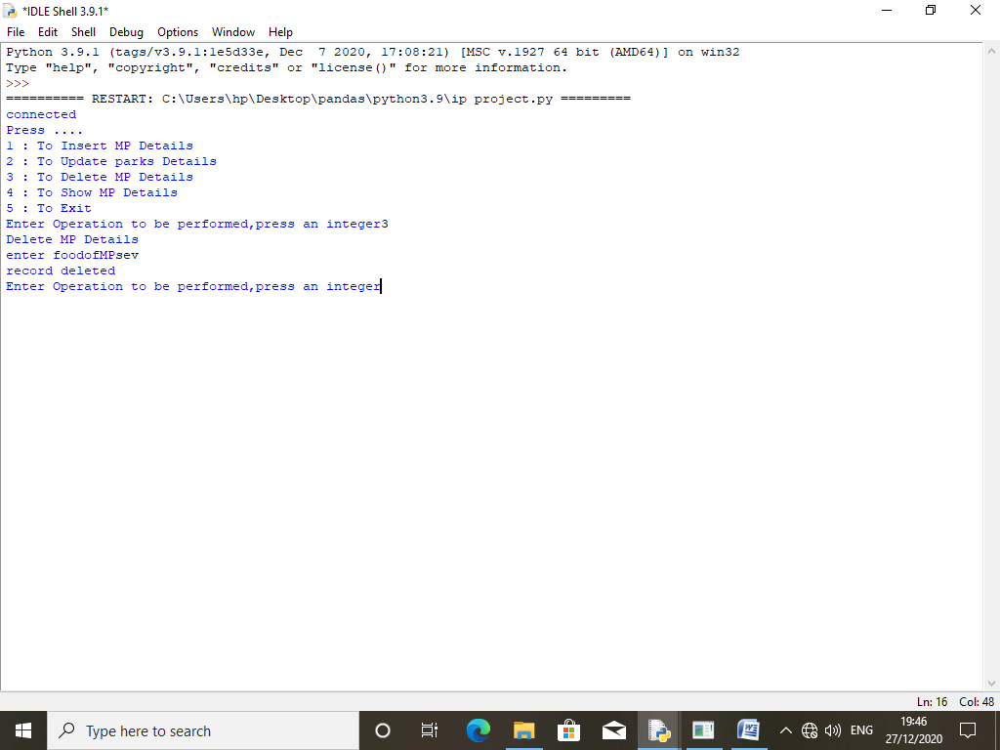 *IDLE Shell 3.9.1*
File Edit Shell Debug Options Window Help
Python 3.9.1 (tags/v3.9.1:1e5d33e, Dec  7 2020, 17:08:21) [MSC v.1927 64 bit (AMD64)] on win32
Type "help", "copyright", "credits" or "license()" for more information.
>>>
========== RESTART: C:\Users\hp\Desktop\pandas\python3.9\ip project.py =========
connected
Press ....
1 : To Insert MP Details
2 : To Update parks Details
3 : To Delete MP Details
4 : To Show MP Details
5 : To Exit
Enter Operation to be performed,press an integer3
Delete MP Details
enter foodofMPsev
record deleted
Enter Operation to be performed,press an integer
Ln: 16 Col: 48
Type here to search
ENG
19:46
27/12/2020